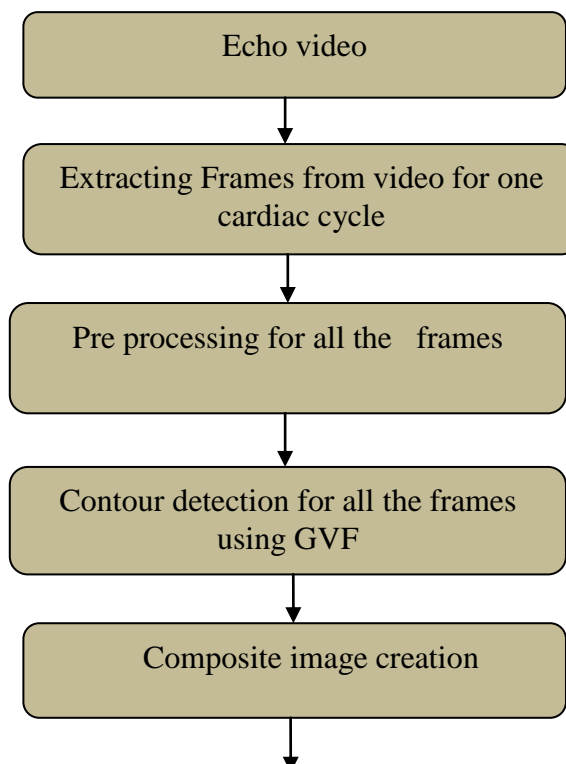 Echo video
Extracting Frames from video for one
cardiac cycle
Pre processing for all the frames
Contour detection for all the frames
using GVF
Composite image creation